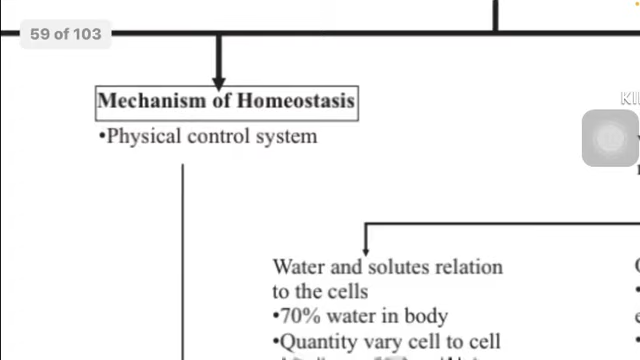 59 of 103
Mechanism of Homeostasis
•Physical control system
Water and solutes relation
to the cells
•70% water in body
•Quantity vary cell to cell